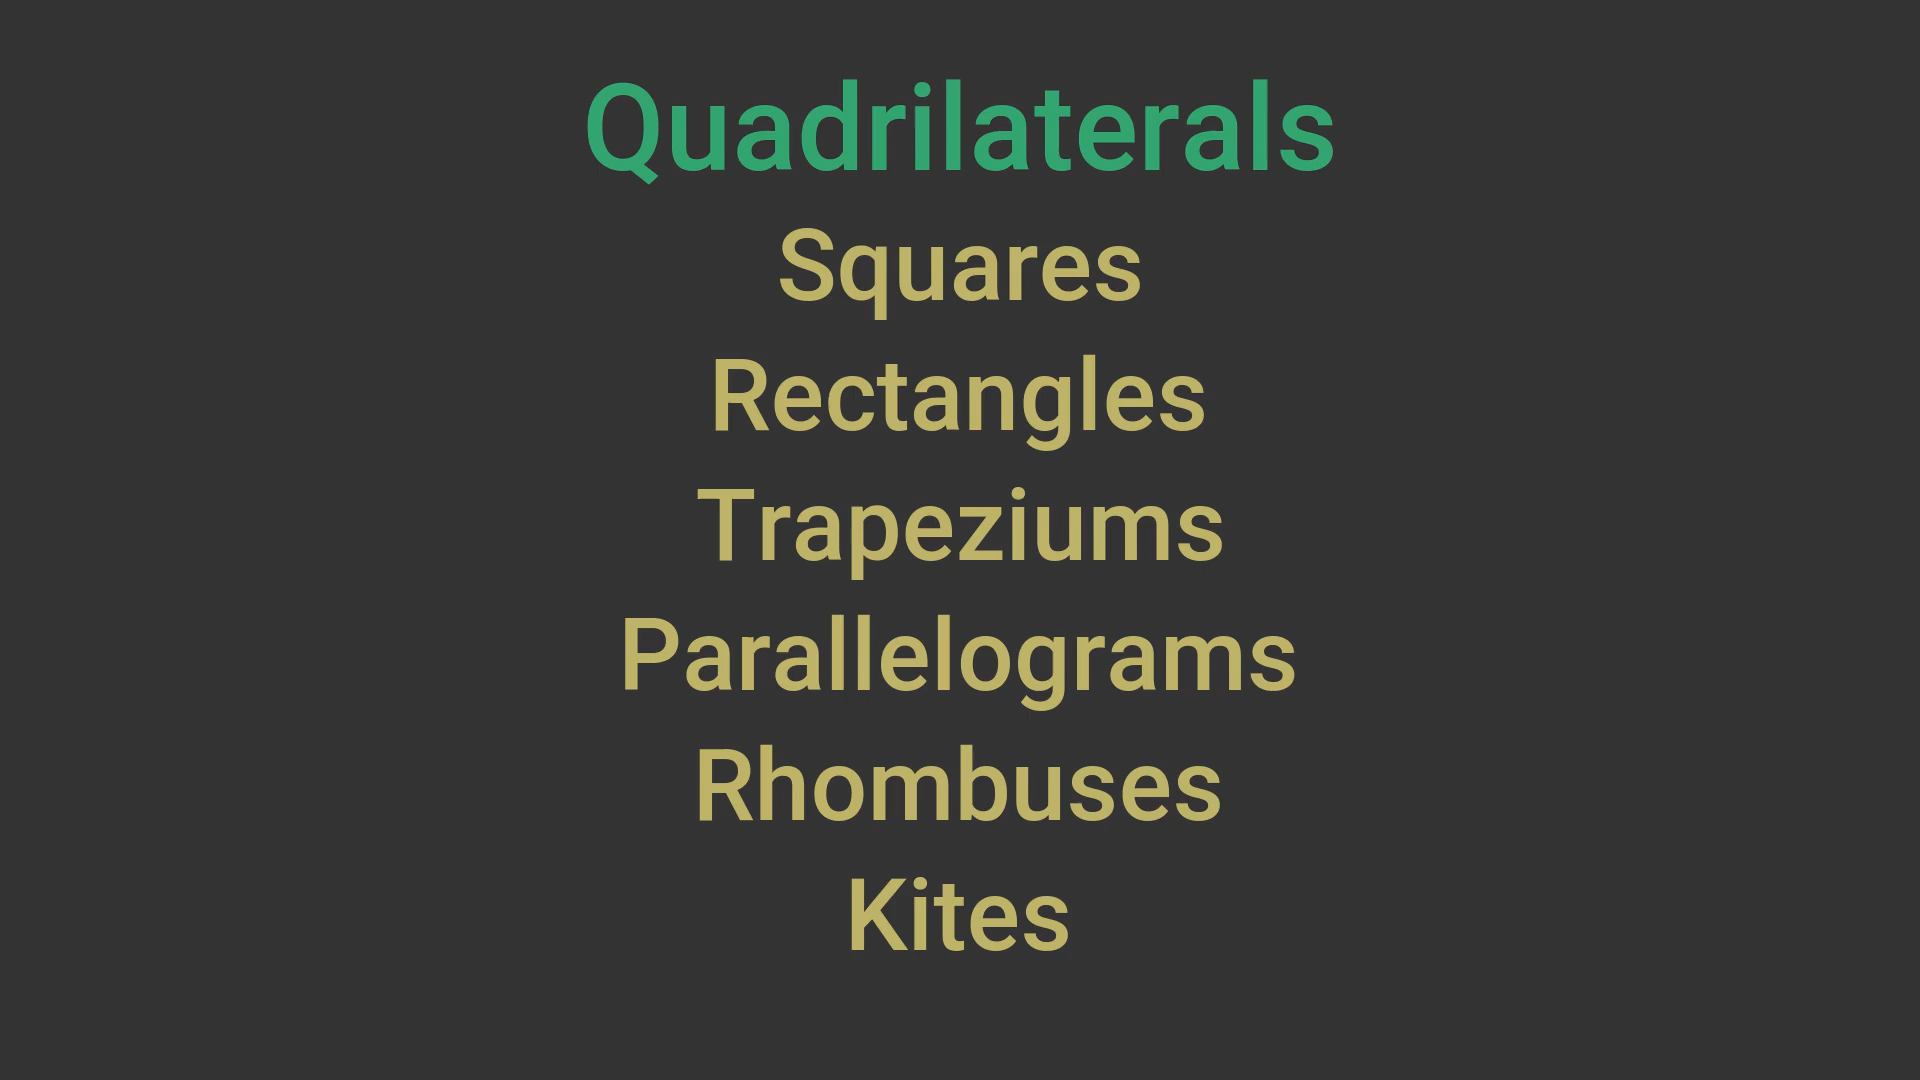 Quadrilaterals
Squares
Rectangles
Trapeziums
Parallelograms
Rhombuses
Kites